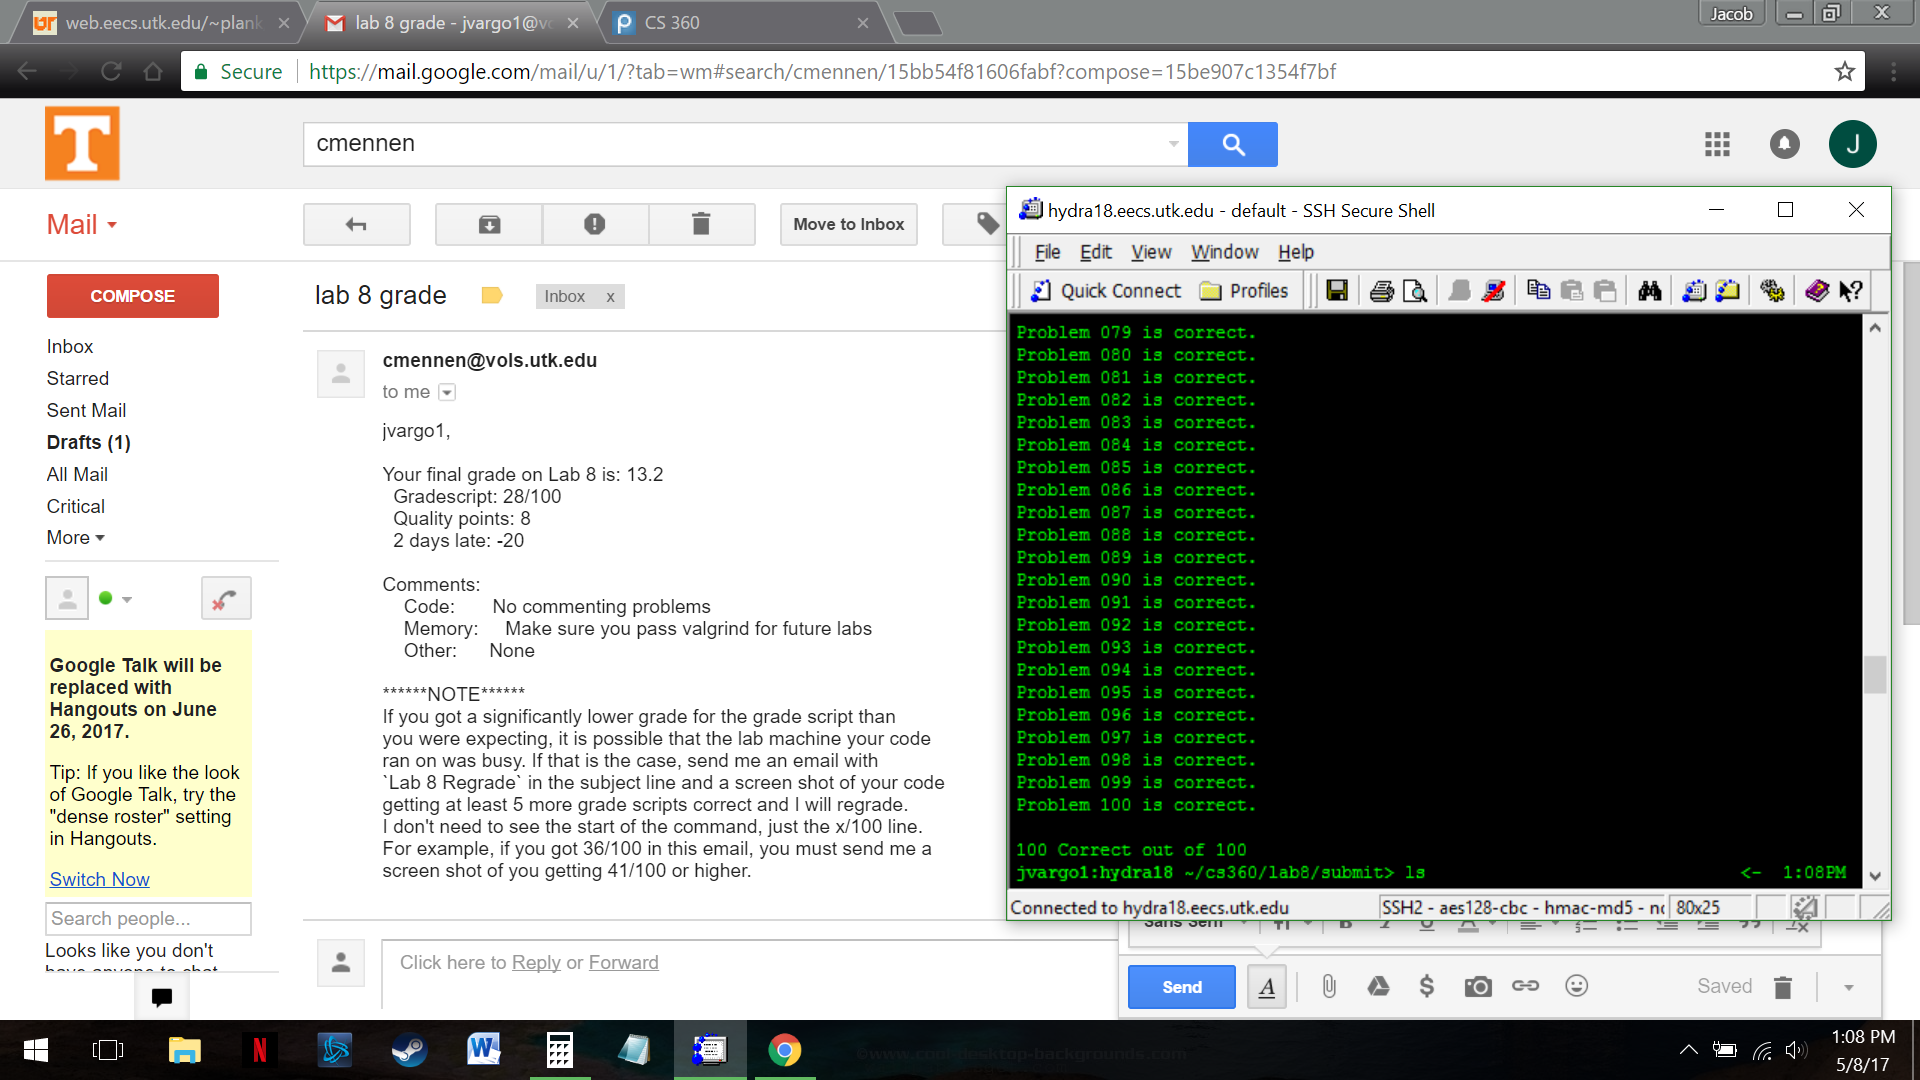 web.eecs.utk.edu/~plank
lab 8 grade - jvargo1@vo
CS 360
Jacob
Secure
https://mail.google.com/mail/u/1/?tab=wm#search/cmennen/15bb54f81606fabf?compose=15be907c1354f7bf
T
cmennen
J
Mail
Move to Inbox
COMPOSE
Inbox
Starred
Sent Mail
Drafts (1)
All Mail
Critical
More
Google Talk will be
replaced with
Hangouts on June
26, 2017.
Tip: If you like the look
of Google Talk, try the
"dense roster" setting
in Hangouts.
Switch Now
Search people...
Looks like you don't
have anyone to chat
lab 8 grade
Inbox x
cmennen@vols.utk.edu
to me
jvargo1,
Your final grade on Lab 8 is: 13.2
Gradescript: 28/100
Quality points: 8
2 days late: -20
Comments:
Code: No commenting problems
Memory: Make sure you pass valgrind for future labs
Other: None
******NOTE******
If you got a significantly lower grade for the grade script than
you were expecting, it is possible that the lab machine your code
ran on was busy. If that is the case, send me an email with
`Lab 8 Regrade` in the subject line and a screen shot of your code
getting at least 5 more grade scripts correct and I will regrade.
I don't need to see the start of the command, just the x/100 line.
For example, if you got 36/100 in this email, you must send me a
screen shot of you getting 41/100 or higher.
Click here to Reply or Forward
hydra18.eecs.utk.edu - default - SSH Secure Shell
File Edit View Window Help
Quick Connect Profiles
Problem 079 is correct.
Problem 080 is correct.
Problem 081 is correct.
Problem 082 is correct.
Problem 083 is correct.
Problem 084 is correct.
Problem 085 is correct.
Problem 086 is correct.
Problem 087 is correct.
Problem 088 is correct.
Problem 089 is correct.
Problem 090 is correct.
Problem 091 is correct.
Problem 092 is correct.
Problem 093 is correct.
Problem 094 is correct.
Problem 095 is correct.
Problem 096 is correct.
Problem 097 is correct.
Problem 098 is correct.
Problem 099 is correct.
Problem 100 is correct.
100 Correct out of 100
jvargo1:hydra18 ~/cs360/lab8/submit> ls <- 1:08PM
Connected to hydra18.eecs.utk.edu
SSH2 - aes128-cbc - hmac-md5 - nc
80x25
Sans Serif
Send
Saved
©www.cool-desktop-backgrounds.com
1:08 PM
5/8/17